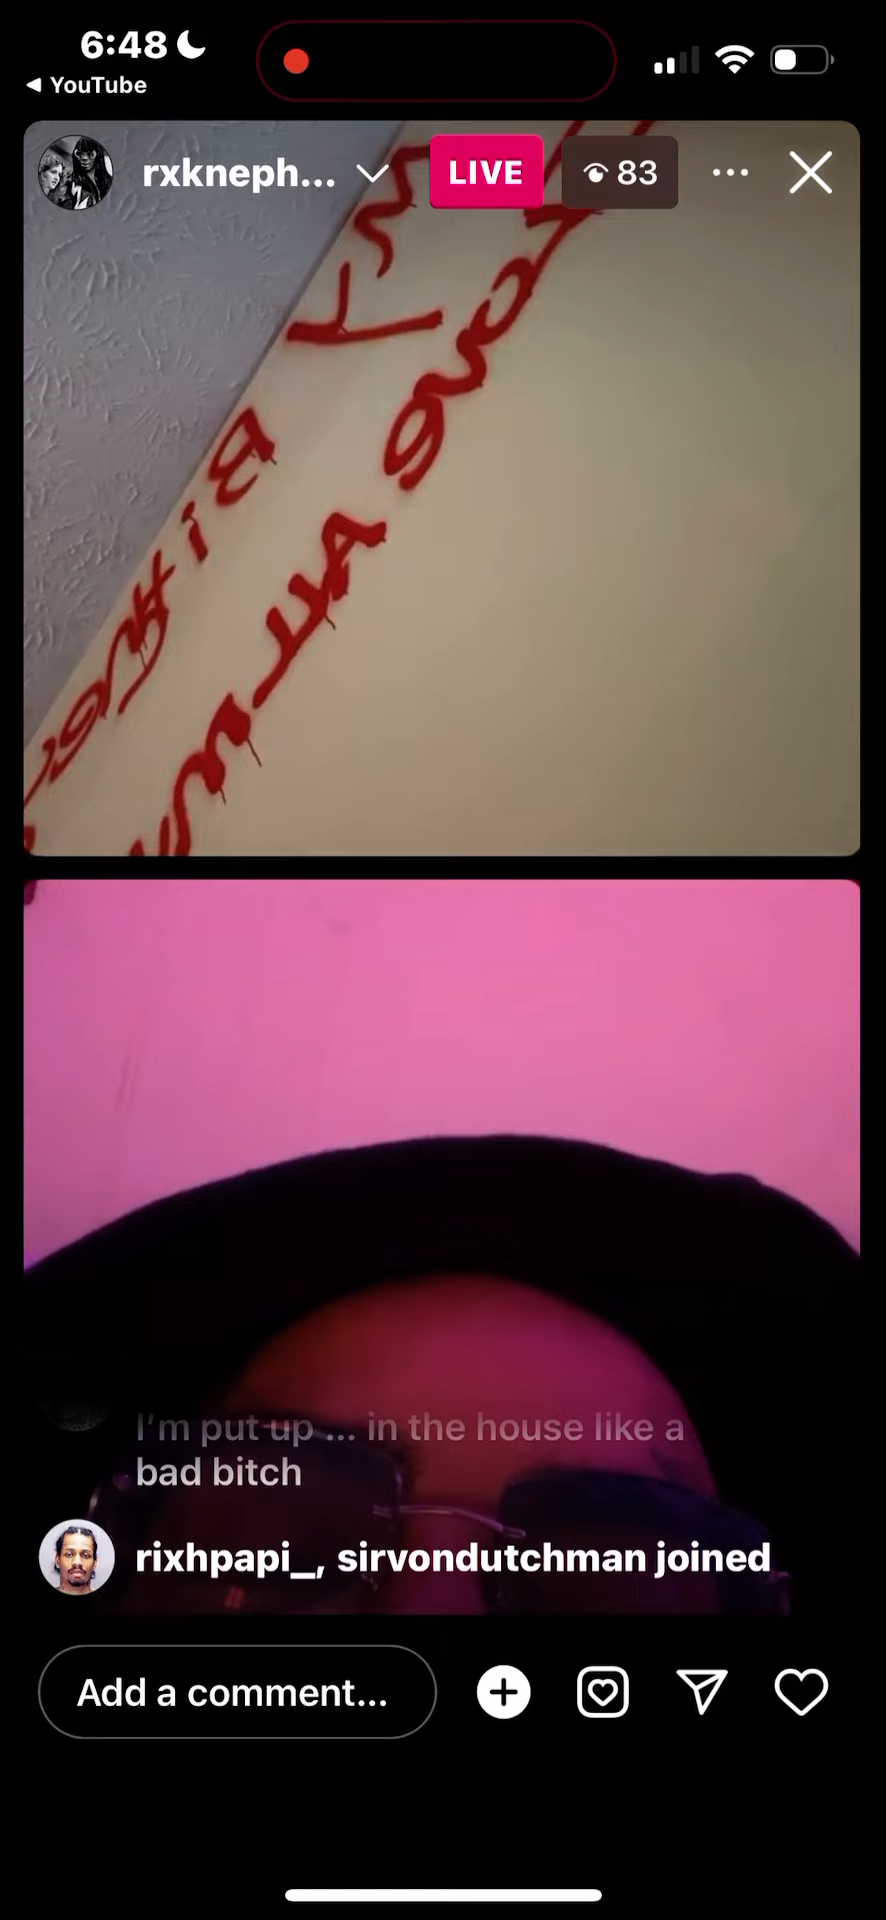 6:48
YouTube
rxkneph...
LIVE
83
I'm put up ... in the house like a
bad bitch
rixhpapi_, sirvondutchman joined
Add a comment...